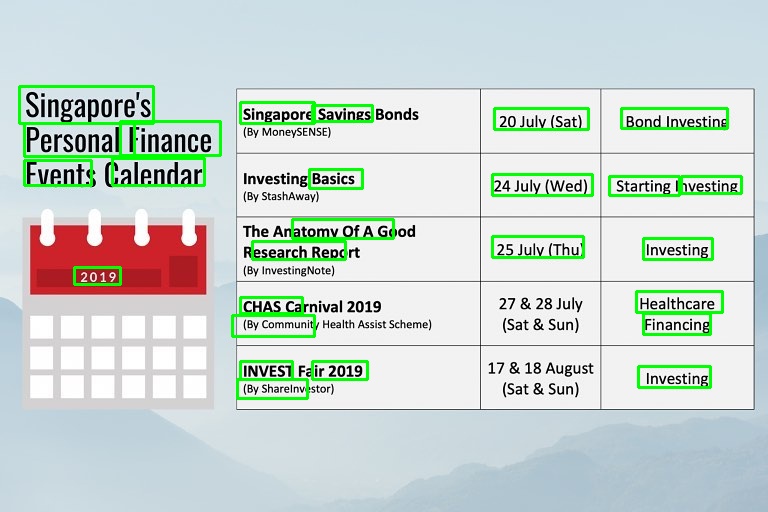 Singapore's
Personal Finance
Events Calendar
2019
Singapore Savings Bonds
(By MoneySENSE)
20 July (Sat)
Bond Investing
Investing Basics
(By StashAway)
24 July (Wed)
Starting Investing
The Anatomy Of A Good
Research Report
(By InvestingNote)
25 July (Thu)
Investing
CHAS Carnival 2019
(By Community Health Assist Scheme)
27 & 28 July
(Sat & Sun)
Healthcare
Financing
INVEST Fair 2019
(By ShareInvestor)
17 & 18 August
(Sat & Sun)
Investing